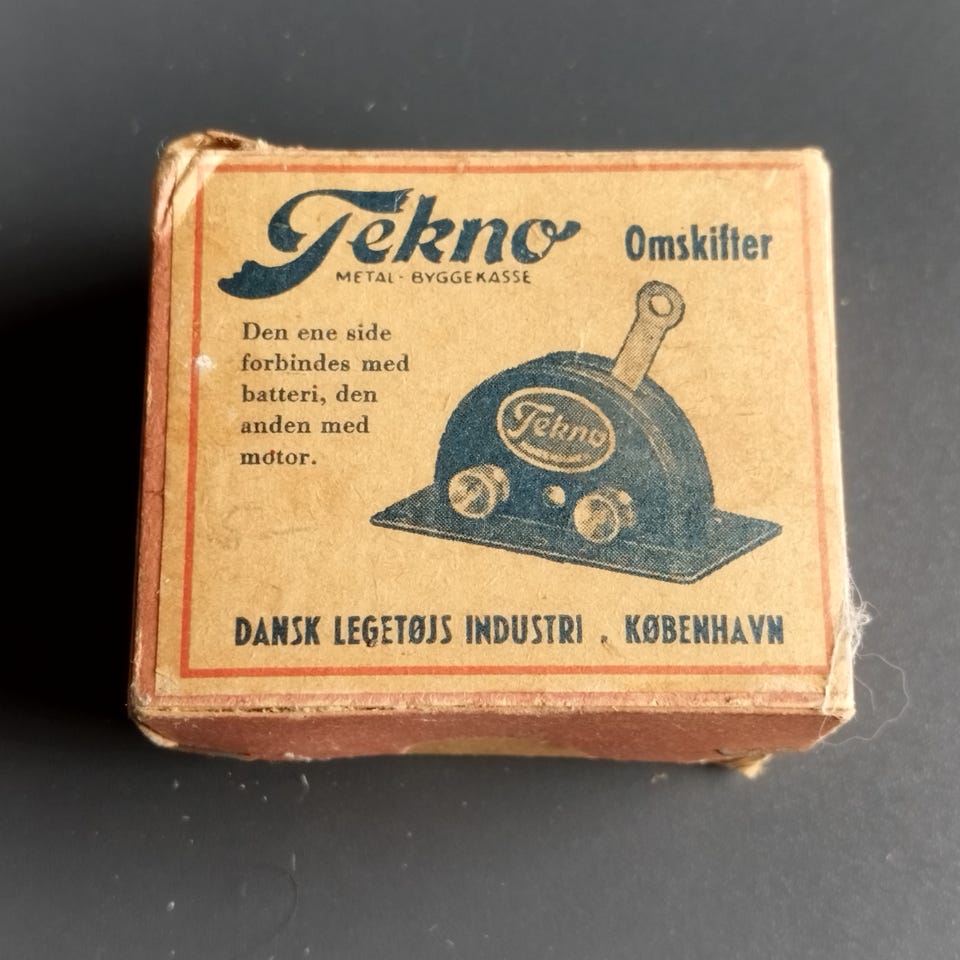 Tekno
METAL - BYGGEKASSE
Omskifter
Den ene side
forbindes med
batteri, den
anden med
motor.
Tekno
DANSK LEGETØJS INDUSTRI . KØBENHAVN